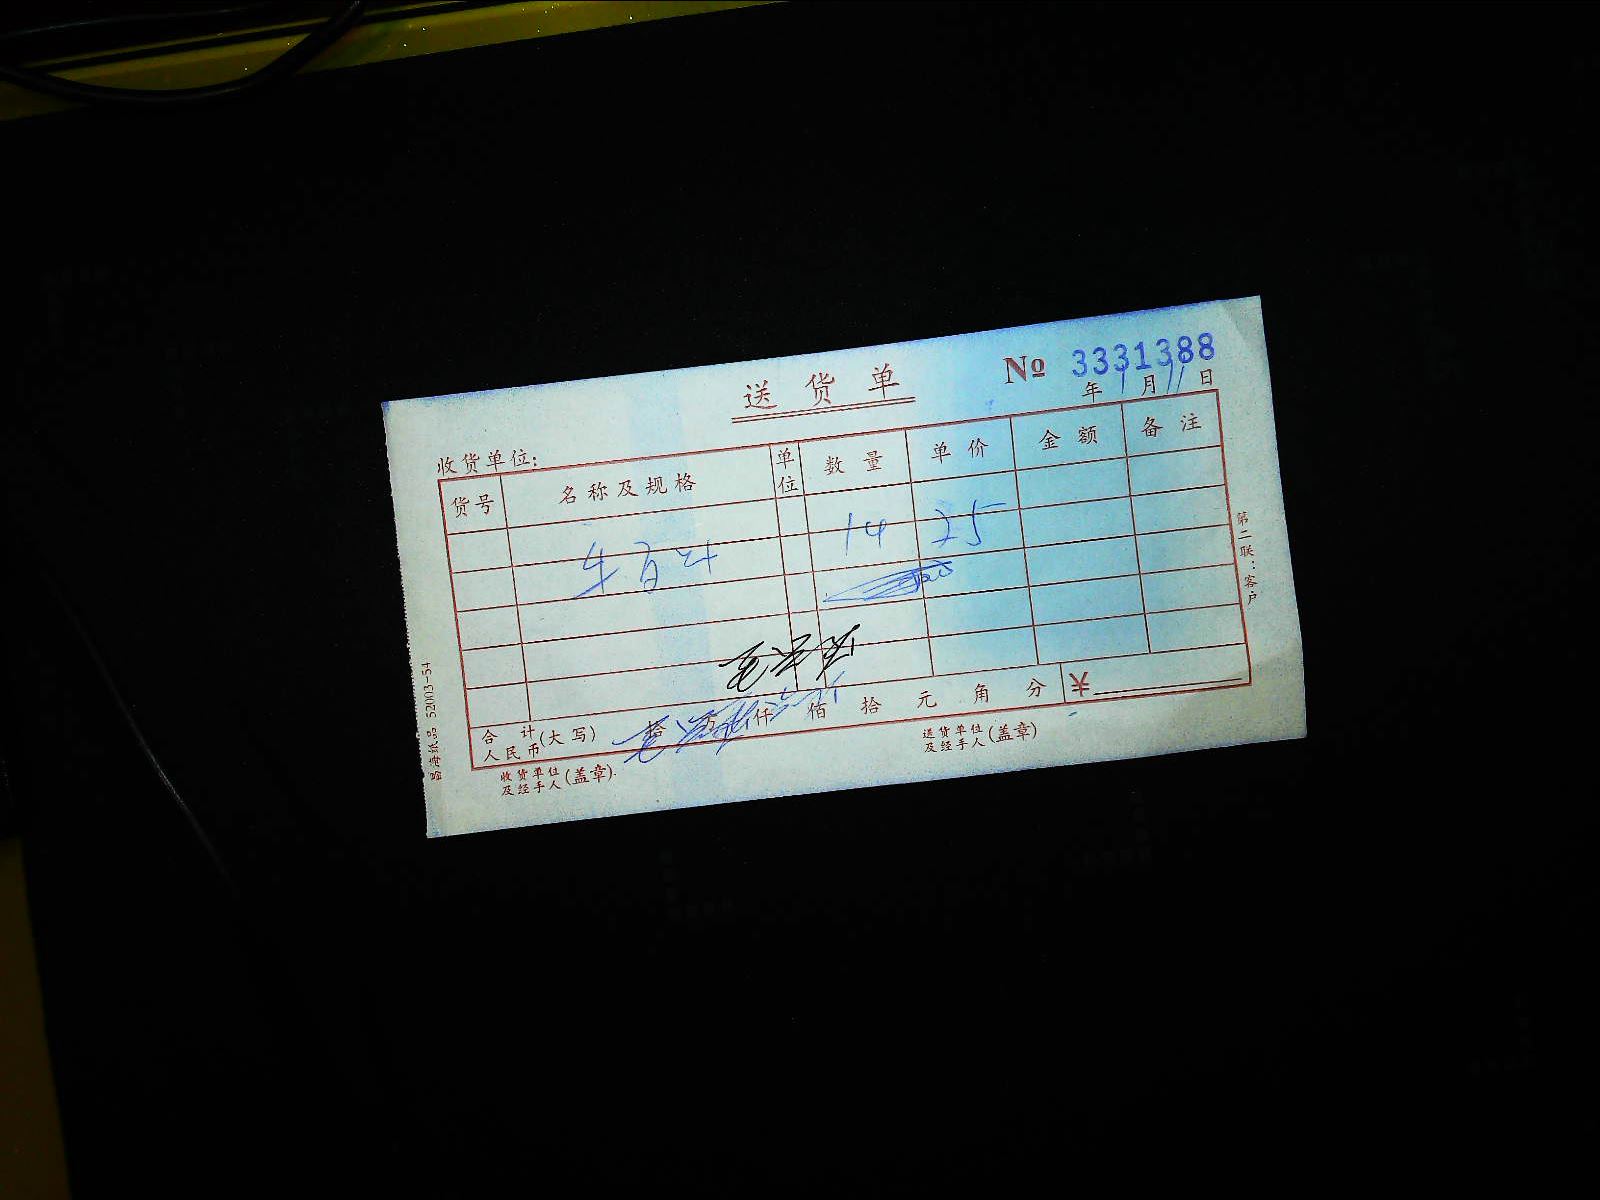 送货单 № 3331388
年 1 月 11 日
收货单位:
货号 名称及规格 单位 数量 单价 金额 备注
牛百叶 14 25
合计 人民币(大写) 拾 万 仟 佰 拾 元 角 分 ¥
收货单位及经手人(盖章).
送货单位及经手人(盖章)
第二联:客户
52003-54